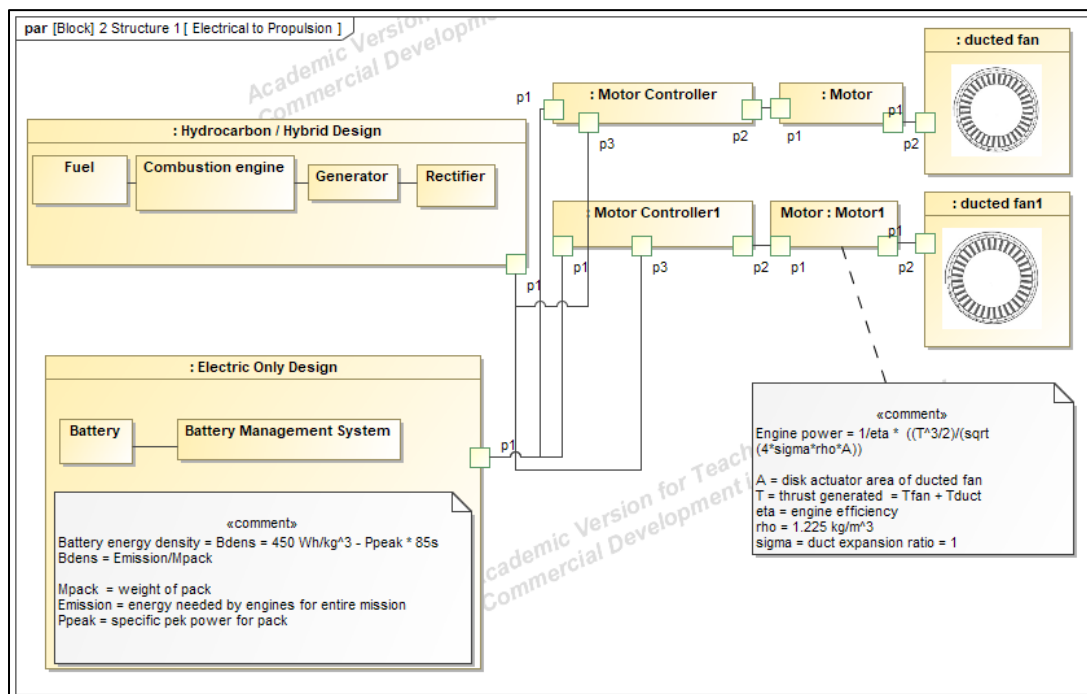 par [Block] 2 Structure 1 [ Electrical to Propulsion ]
Academic Version
Commercial Development
: ducted fan
: Motor Controller
: Motor
p1
p3
p2
p1
p1
p2
: Hydrocarbon / Hybrid Design
Fuel
Combustion engine
Generator
Rectifier
p1
: Motor Controller1
Motor : Motor1
: ducted fan1
p1
p3
p2
p1
p1
p2
: Electric Only Design
Battery
Battery Management System
p1
«comment»
Battery energy density = Bdens = 450 Wh/kg^3 - Ppeak * 85s
Bdens = Emission/Mpack
Mpack = weight of pack
Emission = energy needed by engines for entire mission
Ppeak = specific pek power for pack
Academic Version for Teach
Commercial Development i
«comment»
Engine power = 1/eta * ((T^3/2)/(sqrt
(4*sigma*rho*A))
A = disk actuator area of ducted fan
T = thrust generated = Tfan + Tduct
eta = engine efficiency
rho = 1.225 kg/m^3
sigma = duct expansion ratio = 1